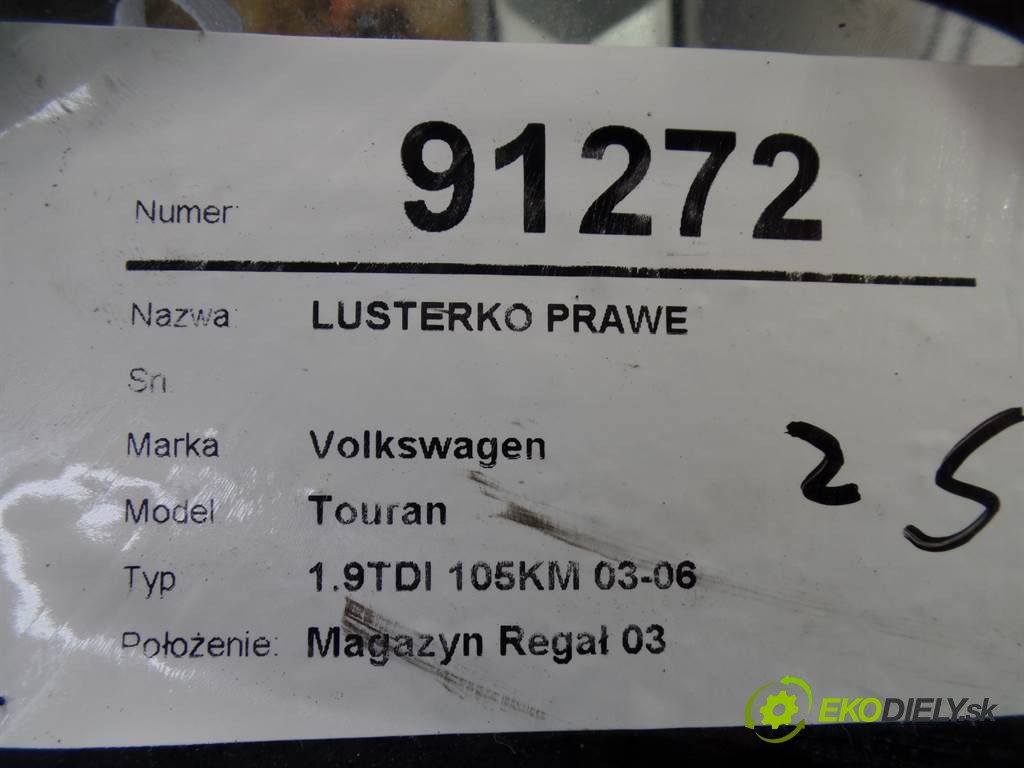 Numer 91272
Nazwa LUSTERKO PRAWE
Sn
Marka Volkswagen
Model Touran
Typ 1.9TDI 105KM 03-06
Położenie: Magazyn Regał 03
25
EKODIELY.sk